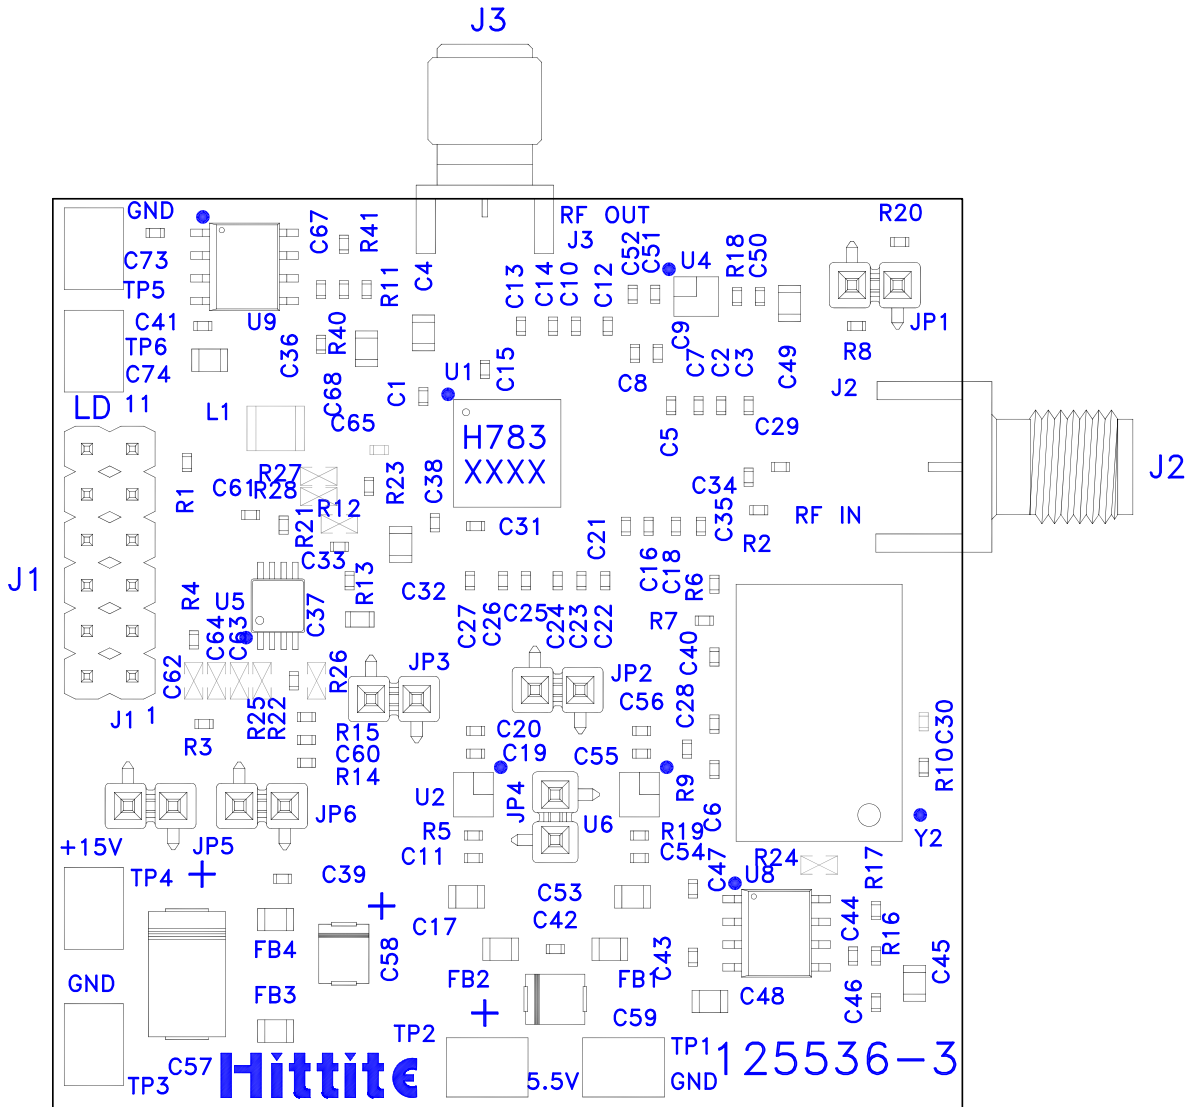 J3
GND
C67
R41
RF OUT
J3
R20
C73
TP5
C4
C52
C51
U4
R18
C50
C41
U9
R11
C13
C14
C10
C12
JP1
TP6
C74
C36
R40
C9
R8
C68
U1
C15
C8
C7
C2
C3
C49
LD 11
L1
C65
C1
C5
C29
J2
H783
XXXX
R27
R28
C61
R1
R12
R23
C38
C34
J2
R21
C31
C21
C35
RF IN
C33
C16
C18
R2
J1
R4
U5
C37
R13
C32
R6
C64
C63
C27
C26
C25
C24
C23
C22
R7
C62
R26
JP3
JP2
C40
J1 1
R25
R22
R15
C20
C56
C28
C30
R3
C60
C19
C55
R14
U2
JP4
R9
R10
JP6
U6
C6
+15V
JP5
R5
R19
Y2
TP4
+
C11
C54
C47
U8
R24
R17
C39
+
C53
FB4
C17
C42
C44
R16
GND
C58
FB2
FB1
C43
C45
FB3
+
C48
C46
C59
TP2
TP1
125536-3
C57
TP3
Hittite
5.5V
GND